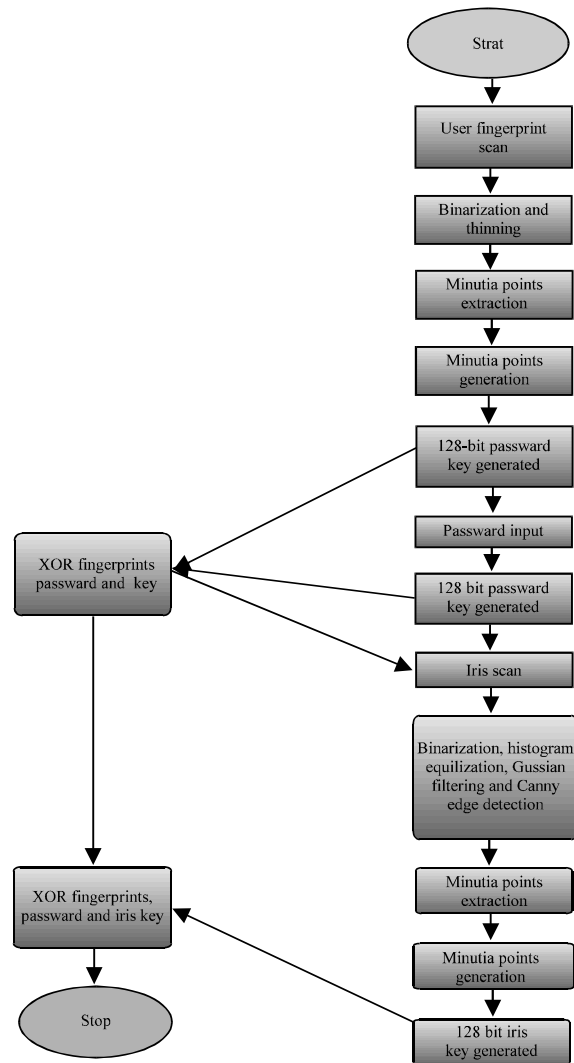 Strat
User fingerprint
scan
Binarization and
thinning
Minutia points
extraction
Minutia points
generation
128-bit passward
key generated
Passward input
XOR fingerprints
passward and key
128 bit passward
key generated
Iris scan
Binarization, histogram
equilization, Gussian
filtering and Canny
edge detection
Minutia points
extraction
XOR fingerprints,
password and iris key
Minutia points
generation
Stop
128 bit iris
key generated